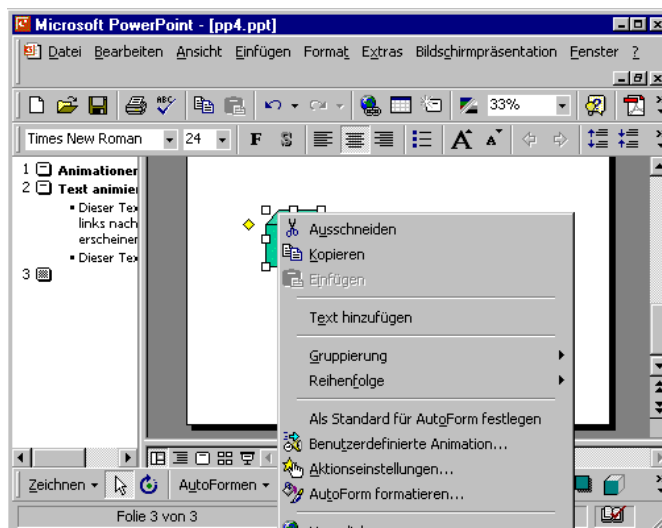 Microsoft PowerPoint - [pp4.ppt]
Datei Bearbeiten Ansicht Einfügen Format Extras Bildschirmpräsentation Fenster ?
ABC 33%
Times New Roman 24 F S A A
1 Animationen
2 Text animie
Dieser Tex
links nach
erscheinen
Dieser Tex
3
Ausschneiden
Kopieren
Einfügen
Text hinzufügen
Gruppierung
Reihenfolge
Als Standard für AutoForm festlegen
Benutzerdefinierte Animation...
Aktionseinstellungen...
AutoForm formatieren...
Zeichnen AutoFormen
Folie 3 von 3